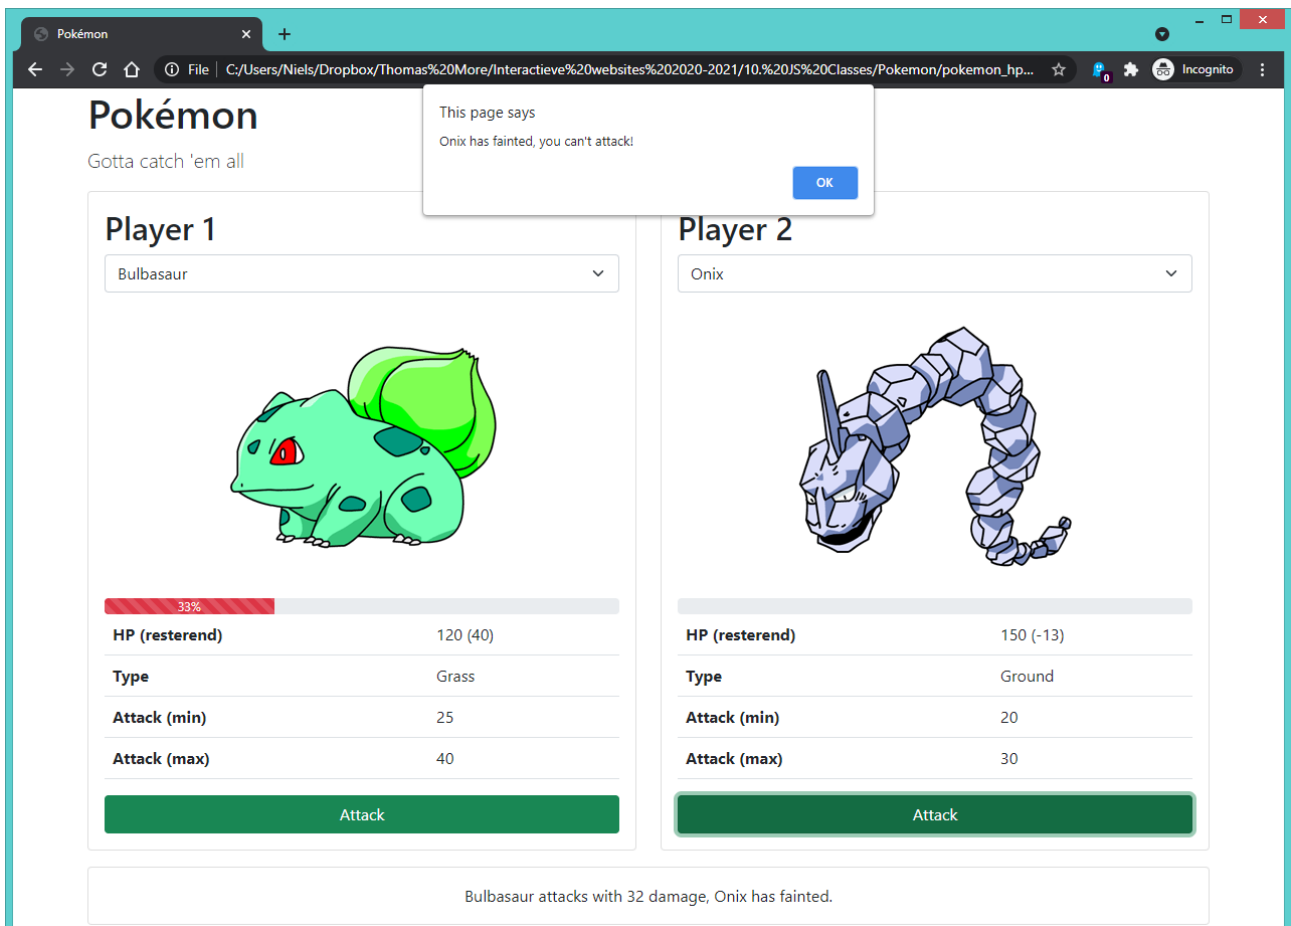 Pokémon
File
C:/Users/Niels/Dropbox/Thomas%20More/Interactieve%20websites%202020-2021/10.%20JS%20Classes/Pokemon/pokemon_hp...
0
Incognito
Pokémon
Gotta catch 'em all
This page says
Onix has fainted, you can't attack!
OK
Player 1
Bulbasaur
33%
HP (resterend) 120 (40)
Type Grass
Attack (min) 25
Attack (max) 40
Attack
Player 2
Onix
HP (resterend) 150 (-13)
Type Ground
Attack (min) 20
Attack (max) 30
Attack
Bulbasaur attacks with 32 damage, Onix has fainted.